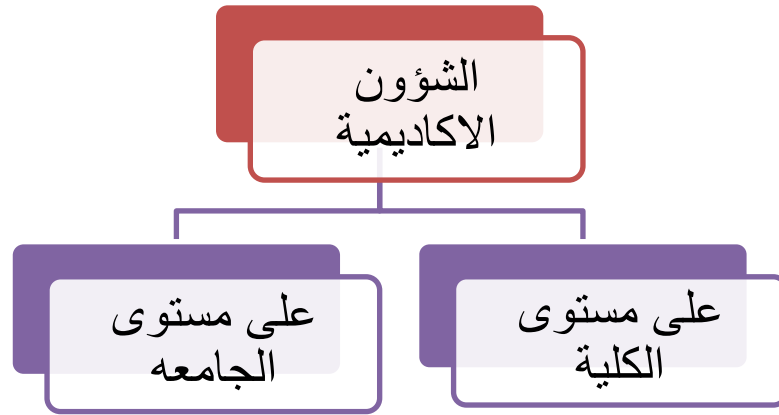 الشؤون
الاكاديمية
على مستوى
الكلية
على مستوى
الجامعه